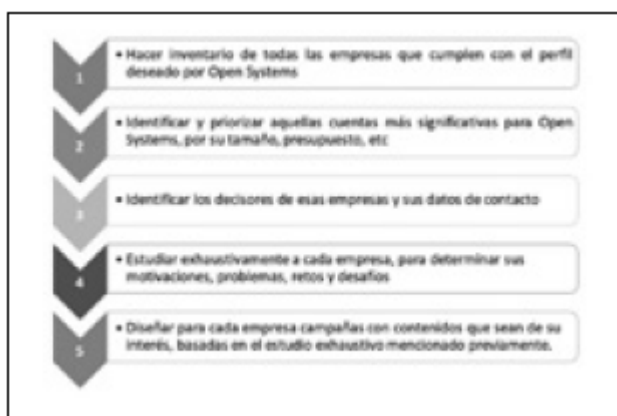 1
• Hacer inventario de todas las empresas que cumplen con el perfil
deseado por Open Systems
2
• Identificar y priorizar aquellas cuentas más significativas para Open
Systems, por su tamaño, presupuesto, etc
3
• Identificar los decisores de esas empresas y sus datos de contacto
4
• Estudiar exhaustivamente a cada empresa, para determinar sus
motivaciones, problemas, retos y desafíos
5
• Diseñar para cada empresa campañas con contenidos que sean de su
interés, basadas en el estudio exhaustivo mencionado previamente.